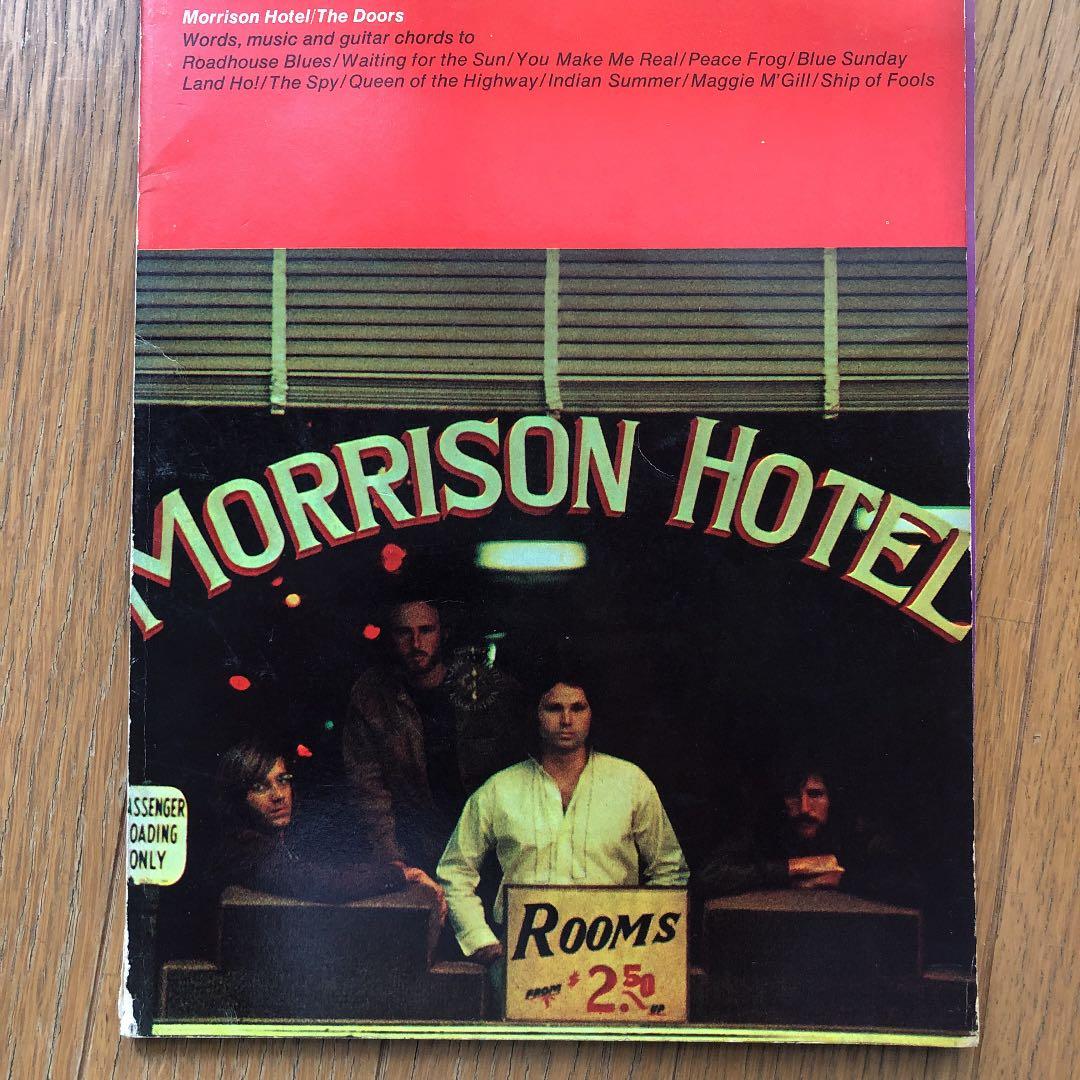 Morrison Hotel/The Doors
Words, music and guitar chords to
Roadhouse Blues/Waiting for the Sun/You Make Me Real/Peace Frog/Blue Sunday
Land Ho!/The Spy/Queen of the Highway/Indian Summer/Maggie M'Gill/Ship of Fools
MORRISON HOTEL
ASSENGER
OADING
ONLY
ROOMS
FROM $2.50 UP